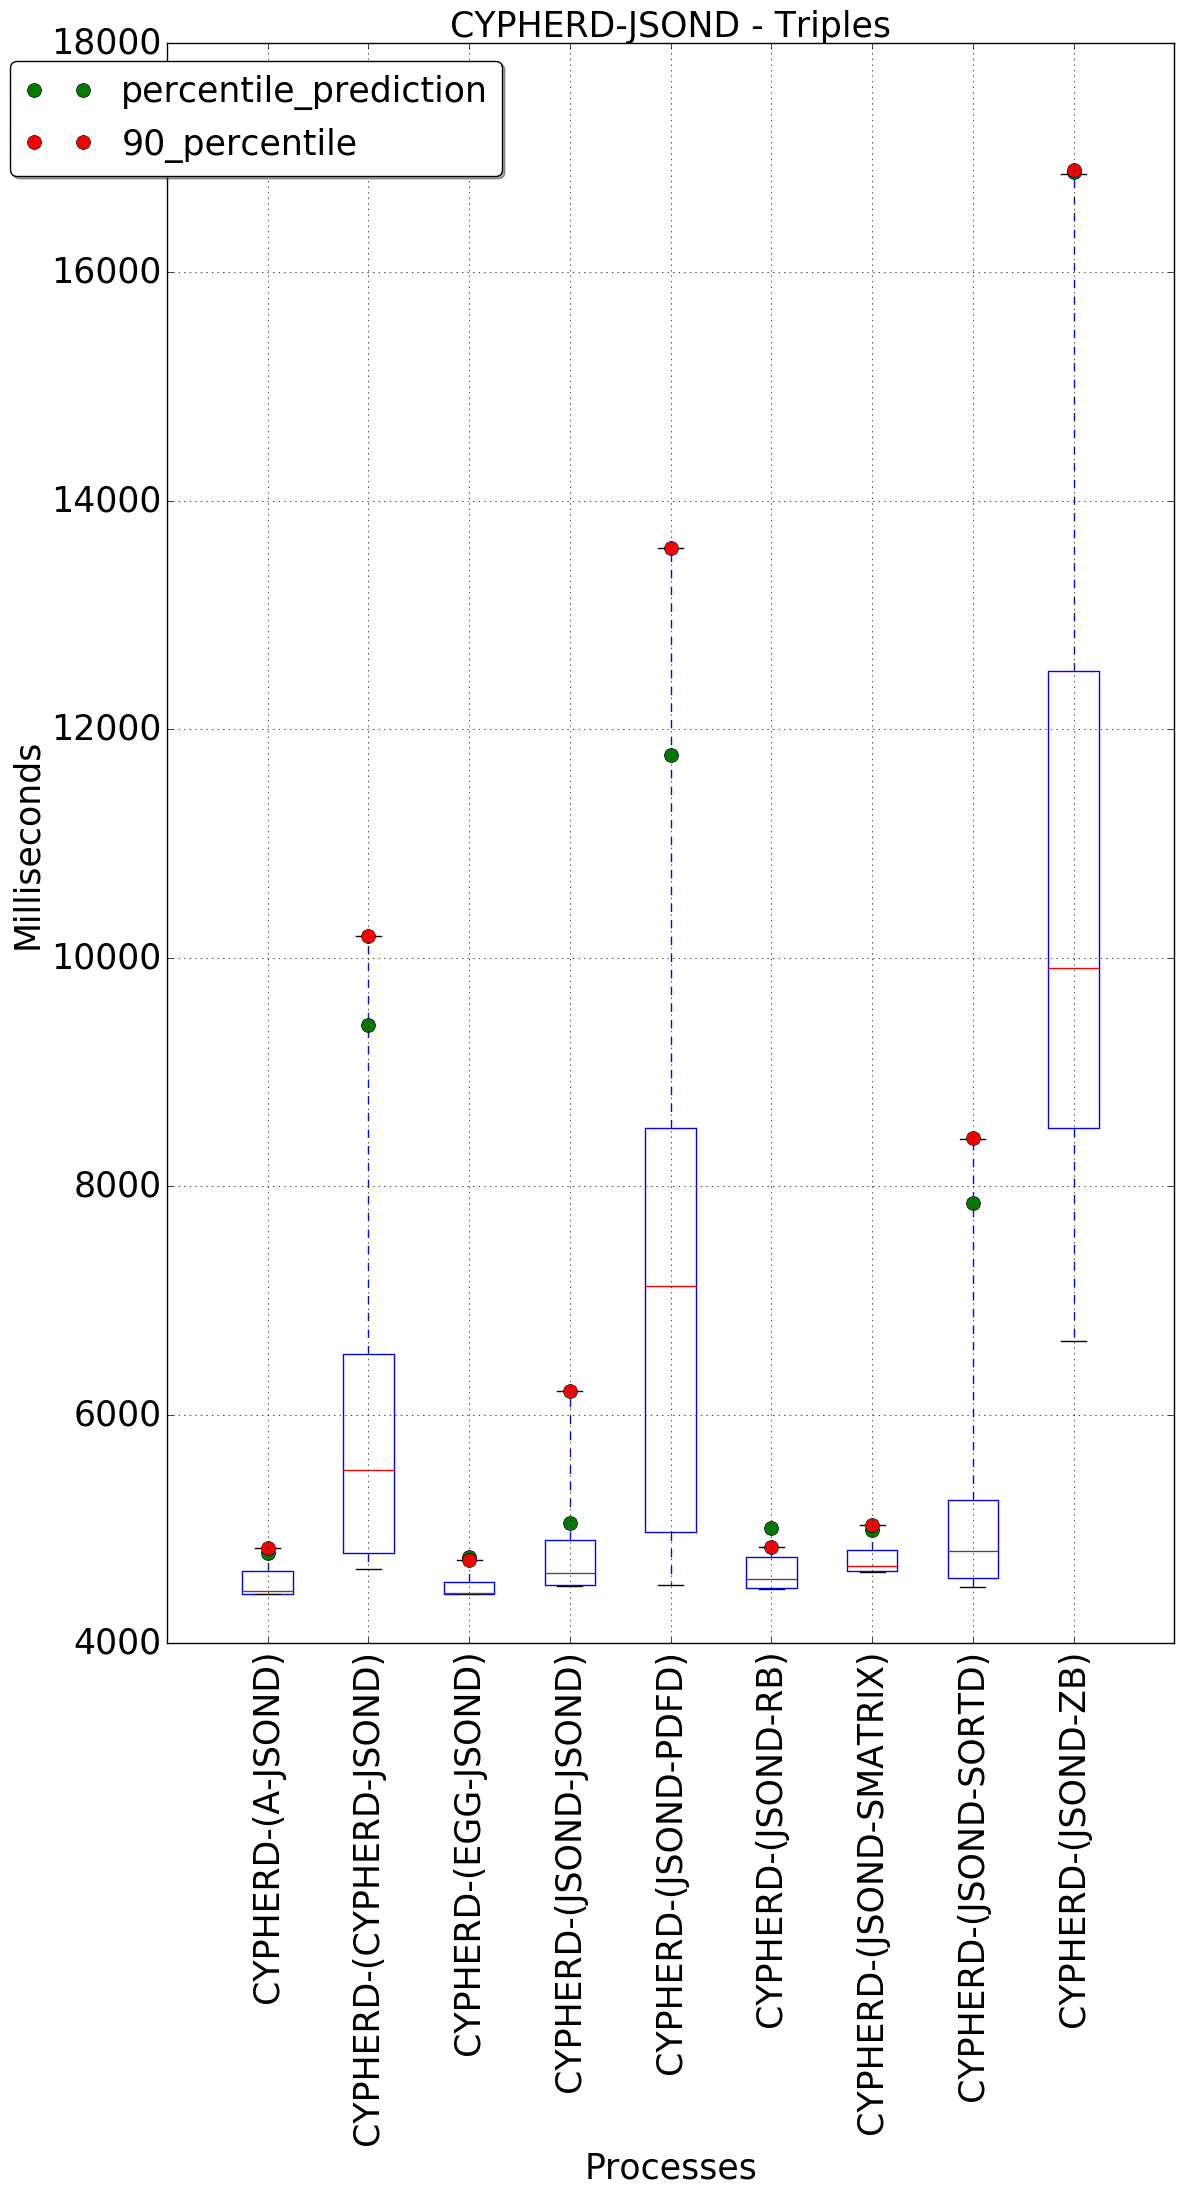 CYPHERD-JSOND - Triples
percentile_prediction
90_percentile
18000
16000
14000
12000
10000
8000
6000
4000
Milliseconds
CYPHERD-(A-JSOND)
CYPHERD-(CYPHERD-JSOND)
CYPHERD-(EGG-JSOND)
CYPHERD-(JSOND-JSOND)
CYPHERD-(JSOND-PDFD)
CYPHERD-(JSOND-RB)
CYPHERD-(JSOND-SMATRIX)
CYPHERD-(JSOND-SORTD)
CYPHERD-(JSOND-ZB)
Processes